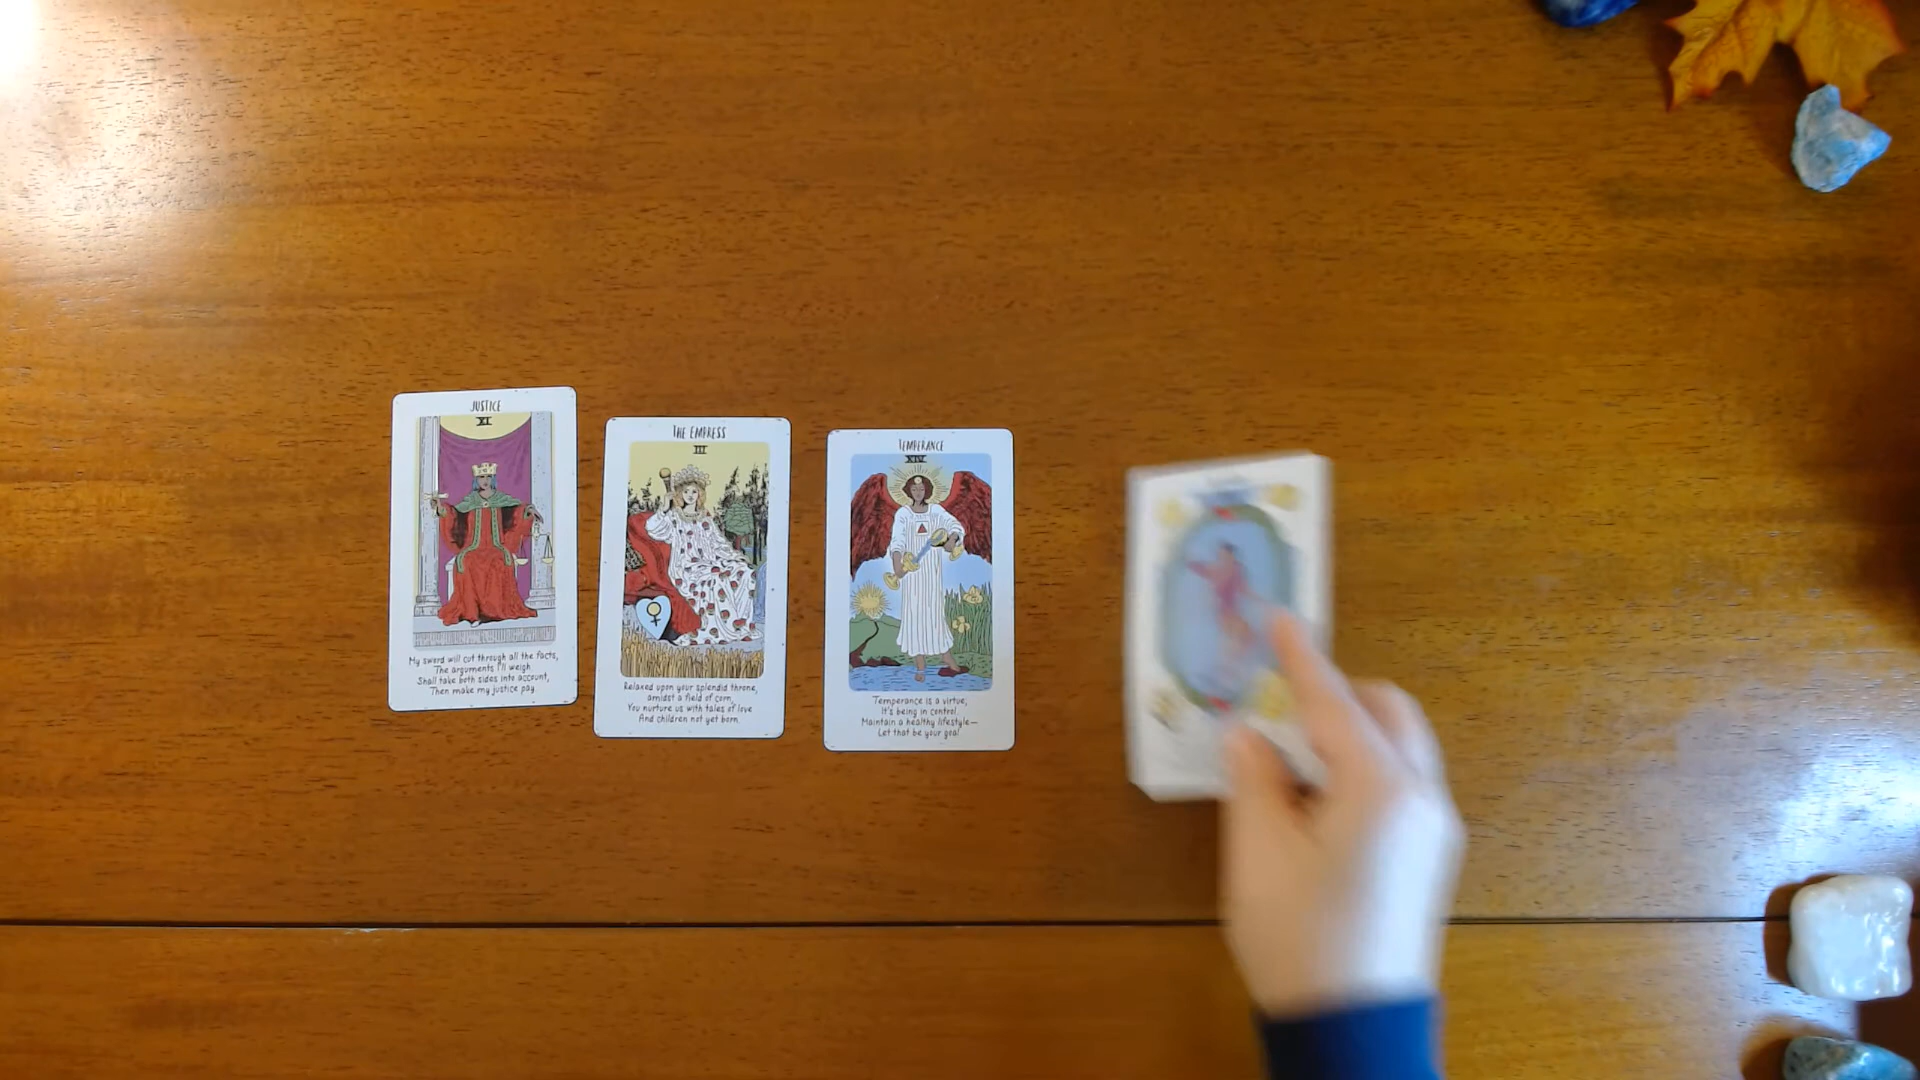 JUSTICE
XI
My sword will cut through all the facts,
The arguments I'll weigh
Shall take both sides into account,
Then make my justice pay.
THE EMPRESS
III
Relaxed upon your splendid throne,
amidst a field of corn,
You nurture us with tales of love
And children not yet born.
TEMPERANCE
XIV
Temperance is a virtue,
It's being in control.
Maintain a healthy lifestyle—
Let that be your goal.